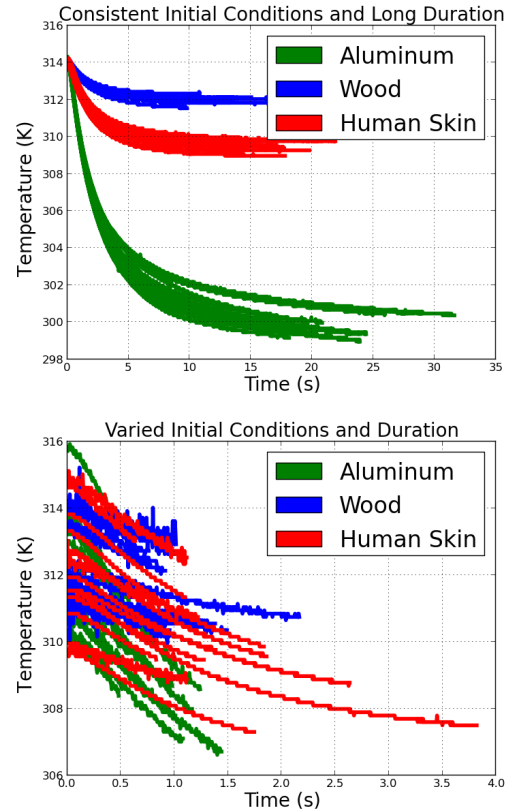 Consistent Initial Conditions and Long Duration
316
314
312
310
308
306
304
302
300
298
Temperature (K)
Aluminum
Wood
Human Skin
0 5 10 15 20 25 30 35
Time (s)
Varied Initial Conditions and Duration
316
314
312
310
308
306
Temperature (K)
Aluminum
Wood
Human Skin
0.0 0.5 1.0 1.5 2.0 2.5 3.0 3.5 4.0
Time (s)